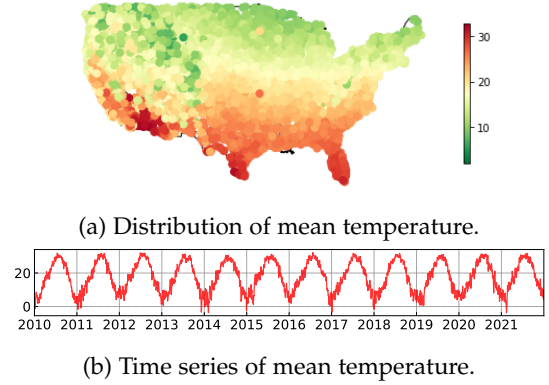 30
20
10
(a) Distribution of mean temperature.
20
0
2010 2011 2012 2013 2014 2015 2016 2017 2018 2019 2020 2021
(b) Time series of mean temperature.